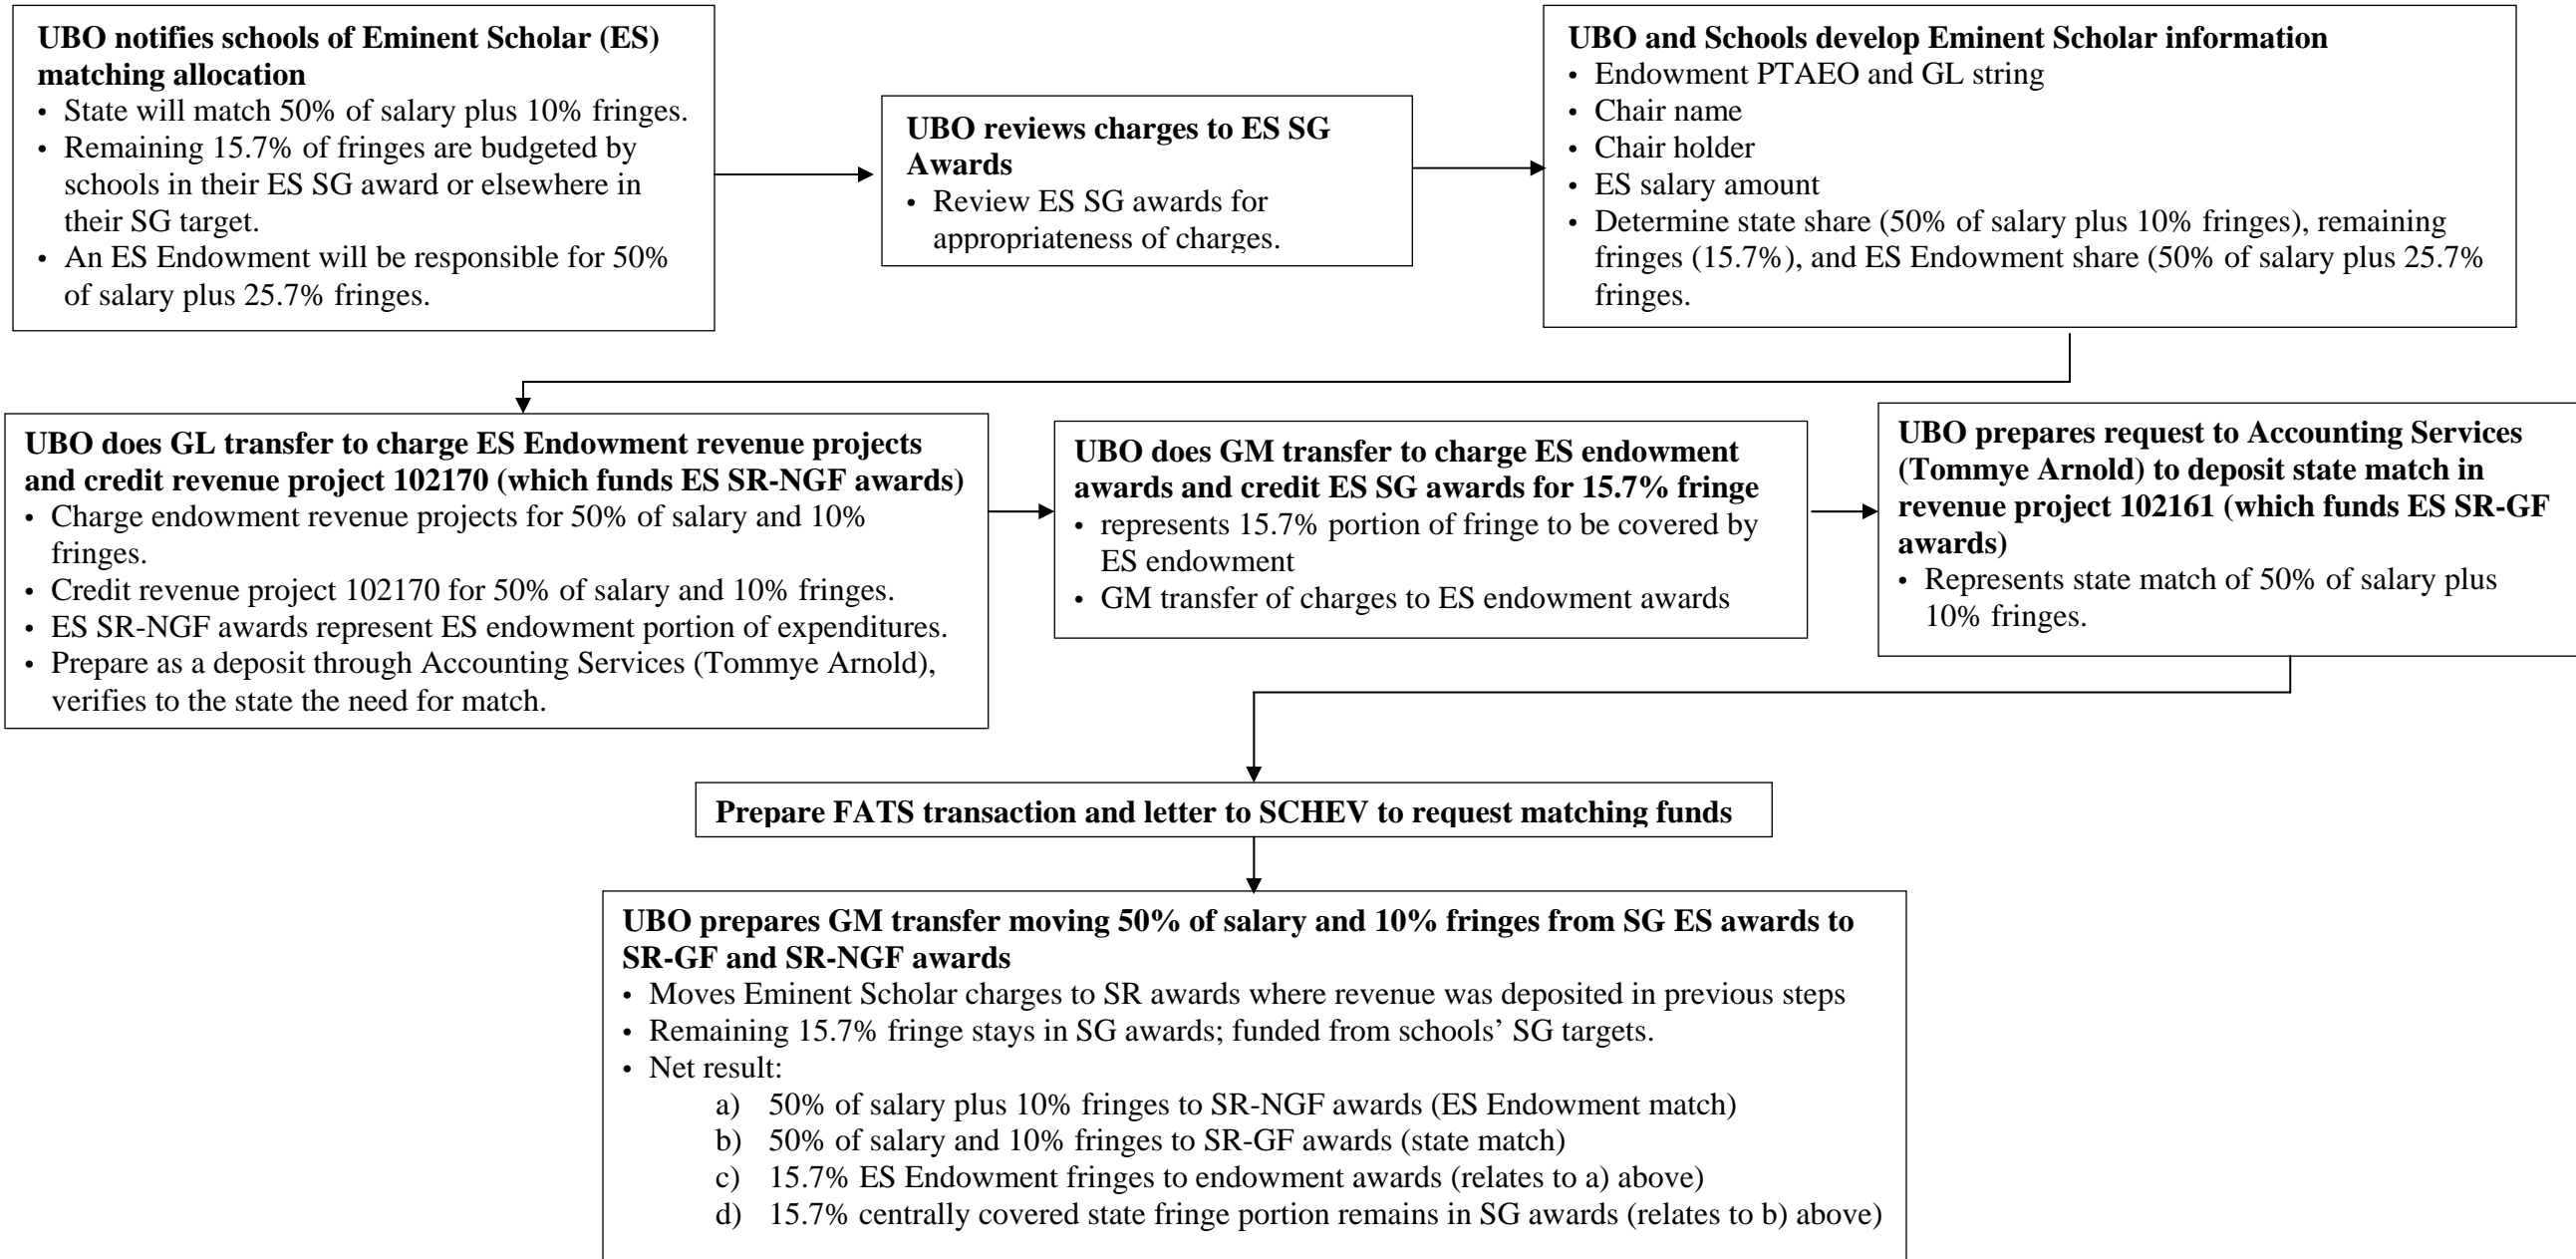 UBO notifies schools of Eminent Scholar (ES)
matching allocation
• State will match 50% of salary plus 10% fringes.
• Remaining 15.7% of fringes are budgeted by
schools in their ES SG award or elsewhere in
their SG target.
• An ES Endowment will be responsible for 50%
of salary plus 25.7% fringes.
UBO reviews charges to ES SG
Awards
• Review ES SG awards for
appropriateness of charges.
UBO and Schools develop Eminent Scholar information
• Endowment PTAEO and GL string
• Chair name
• Chair holder
• ES salary amount
• Determine state share (50% of salary plus 10% fringes), remaining
fringes (15.7%), and ES Endowment share (50% of salary plus 25.7%
fringes.
UBO does GL transfer to charge ES Endowment revenue projects
and credit revenue project 102170 (which funds ES SR-NGF awards)
• Charge endowment revenue projects for 50% of salary and 10%
fringes.
• Credit revenue project 102170 for 50% of salary and 10% fringes.
• ES SR-NGF awards represent ES endowment portion of expenditures.
• Prepare as a deposit through Accounting Services (Tommye Arnold),
verifies to the state the need for match.
UBO does GM transfer to charge ES endowment
awards and credit ES SG awards for 15.7% fringe
• represents 15.7% portion of fringe to be covered by
ES endowment
• GM transfer of charges to ES endowment awards
UBO prepares request to Accounting Services
(Tommye Arnold) to deposit state match in
revenue project 102161 (which funds ES SR-GF
awards)
• Represents state match of 50% of salary plus
10% fringes.
Prepare FATS transaction and letter to SCHEV to request matching funds
UBO prepares GM transfer moving 50% of salary and 10% fringes from SG ES awards to
SR-GF and SR-NGF awards
• Moves Eminent Scholar charges to SR awards where revenue was deposited in previous steps
• Remaining 15.7% fringe stays in SG awards; funded from schools’ SG targets.
• Net result:
a) 50% of salary plus 10% fringes to SR-NGF awards (ES Endowment match)
b) 50% of salary and 10% fringes to SR-GF awards (state match)
c) 15.7% ES Endowment fringes to endowment awards (relates to a) above)
d) 15.7% centrally covered state fringe portion remains in SG awards (relates to b) above)